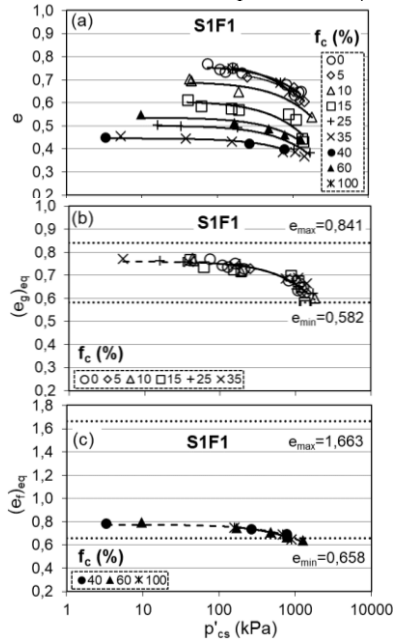 (a) S1F1
f_c (%)
0
5
10
15
25
35
40
60
100
e
0,9
0,8
0,7
0,6
0,5
0,4
0,3
0,2
(b) S1F1
e_max=0,841
e_min=0,582
(e_g)_eq
0,9
0,8
0,7
0,6
0,5
0,4
0,3
0,2
f_c (%)
0 5 10 15 25 35
(c) S1F1
e_max=1,663
e_min=0,658
(e_f)_eq
1,8
1,6
1,4
1,2
1,0
0,8
0,6
0,4
0,2
f_c (%)
40 60 100
1 10 100 1000 10000
p'_cs (kPa)